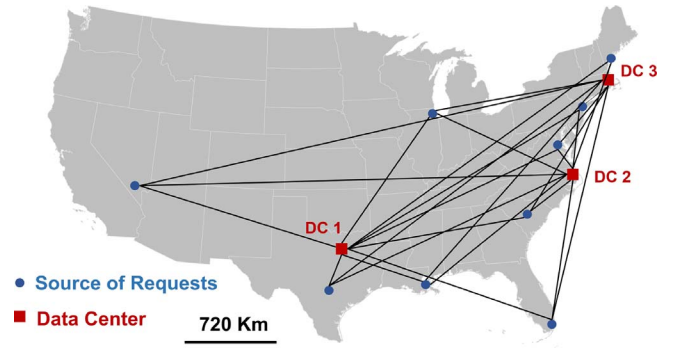 DC 3
DC 2
DC 1
Source of Requests
Data Center
720 Km